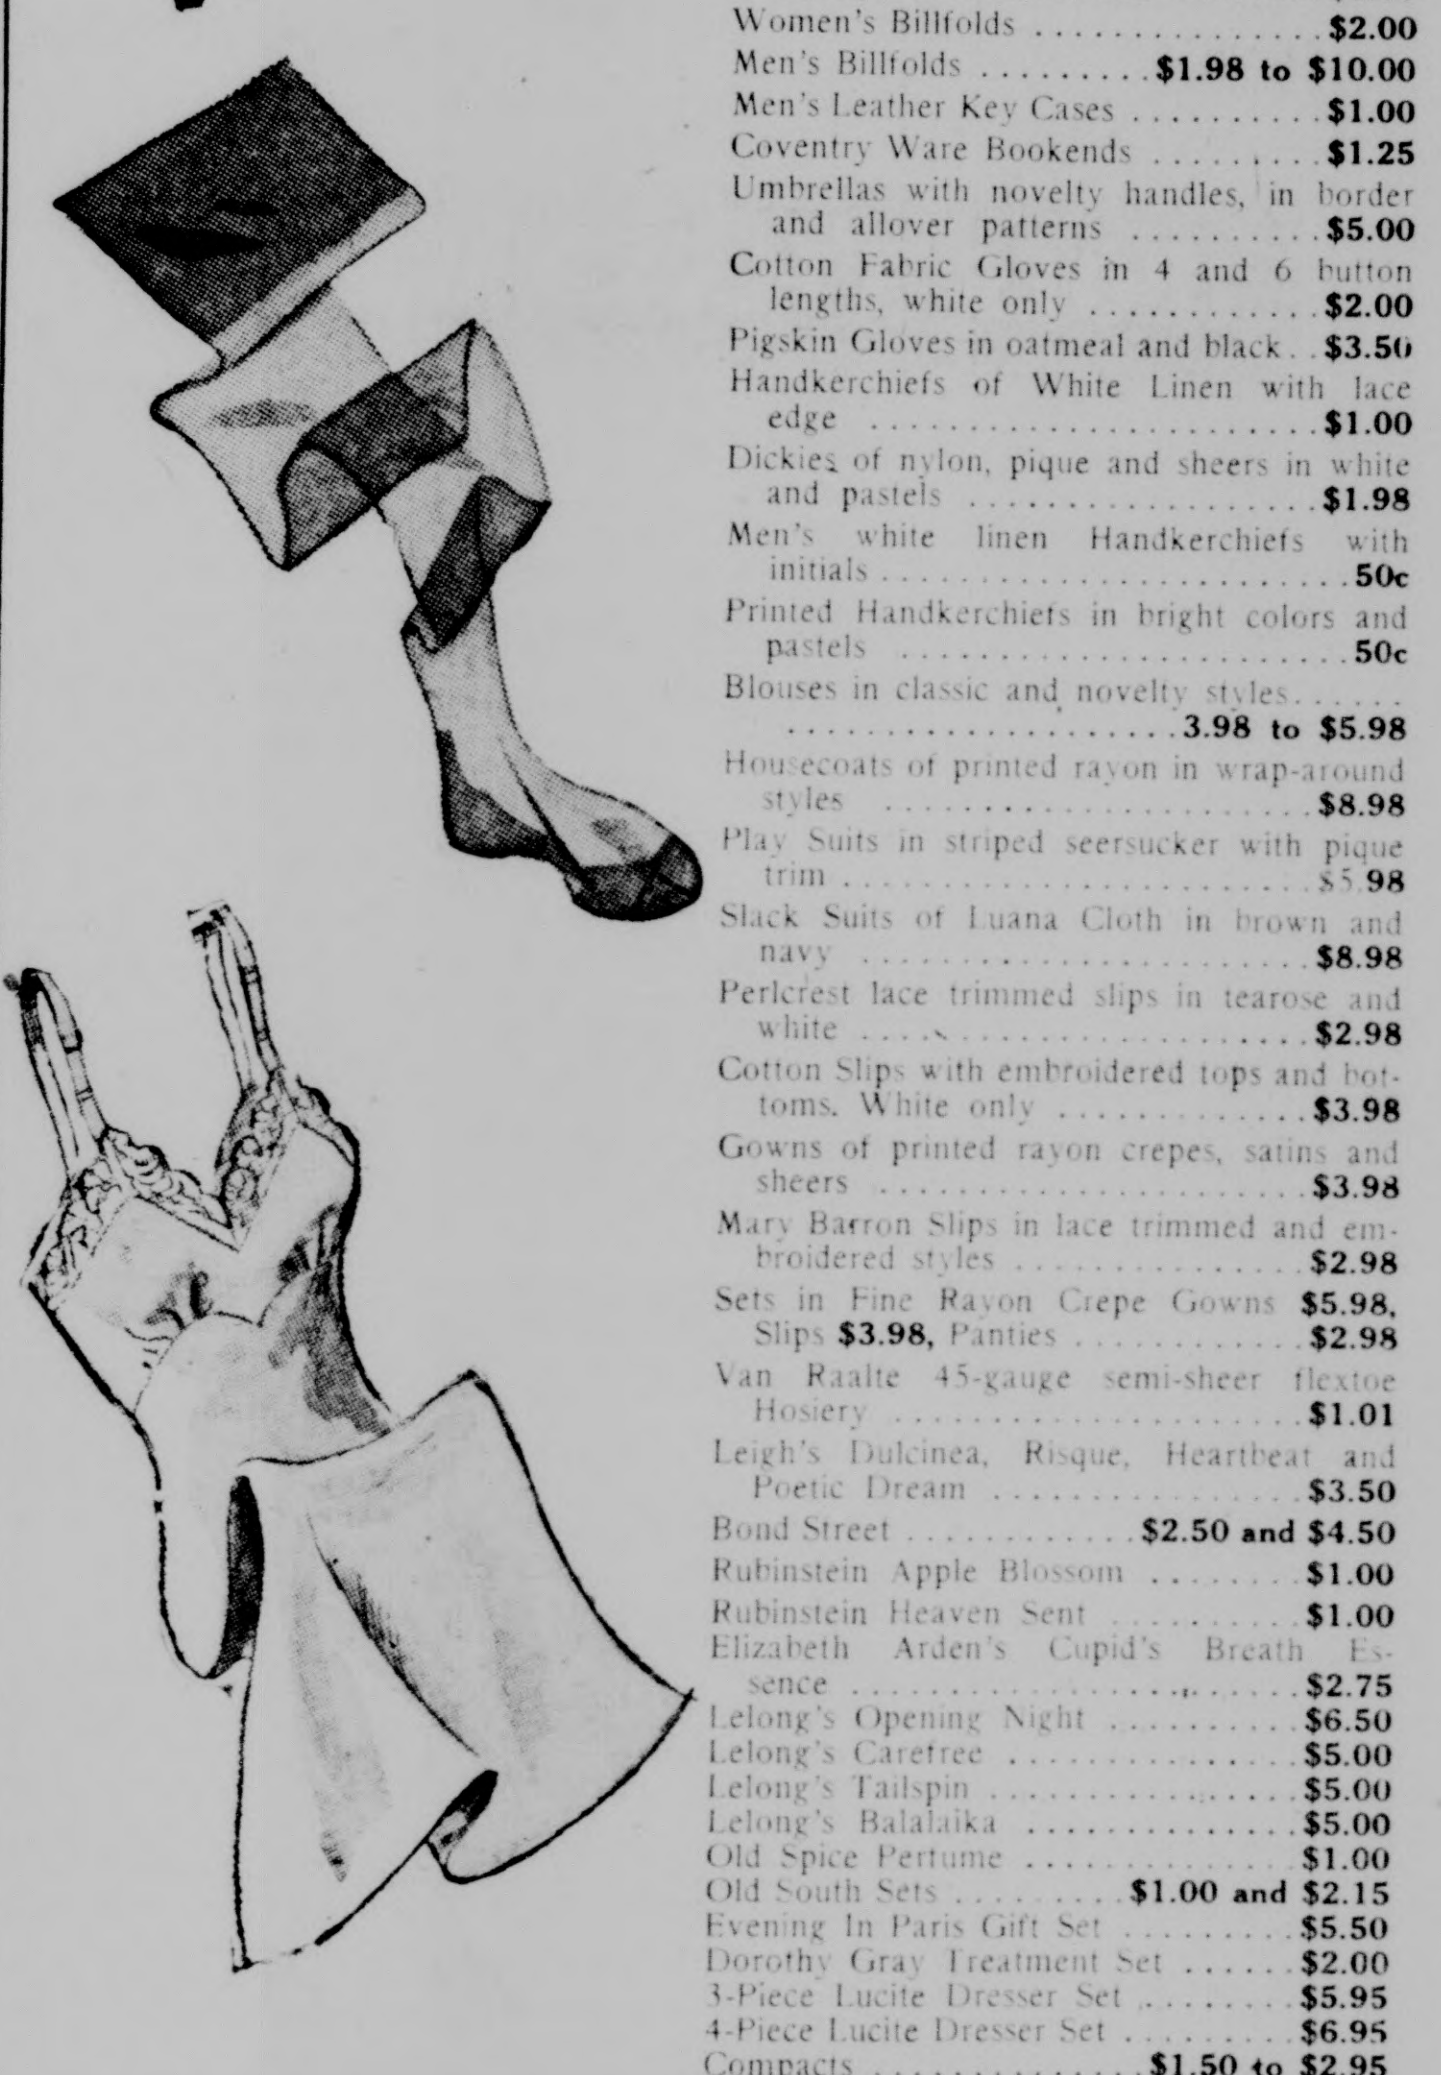 Women's Billfolds ............... $2.00
Men's Billfolds ......... $1.98 to $10.00
Men's Leather Key Cases .......... $1.00
Coventry Ware Bookends ......... $1.25
Umbrellas with novelty handles, in border
and allover patterns .......... $5.00
Cotton Fabric Gloves in 4 and 6 button
lengths, white only ............ $2.00
Pigskin Gloves in oatmeal and black.. $3.50
Handkerchiefs of White Linen with lace
edge ....................... $1.00
Dickies of nylon, pique and sheers in white
and pastels .................. $1.98
Men's white linen Handkerchiefs with
initials ........................ 50c
Printed Handkerchiefs in bright colors and
pastels ....................... 50c
Blouses in classic and novelty styles......
.................... 3.98 to $5.98
Housecoats of printed rayon in wrap-around
styles ...................... $8.98
Play Suits in striped seersucker with pique
trim ........................ $5.98
Slack Suits of Luana Cloth in brown and
navy ....................... $8.98
Perlcrest lace trimmed slips in tearose and
white ....................... $2.98
Cotton Slips with embroidered tops and bot-
toms. White only ............. $3.98
Gowns of printed rayon crepes, satins and
sheers ...................... $3.98
Mary Barron Slips in lace trimmed and em-
broidered styles ............... $2.98
Sets in Fine Rayon Crepe Gowns $5.98,
Slips $3.98, Panties ............ $2.98
Van Raalte 45-gauge semi-sheer flextoe
Hosiery ..................... $1.01
Leigh's Dulcinea, Risque, Heartbeat and
Poetic Dream ................ $3.50
Bond Street ............ $2.50 and $4.50
Rubinstein Apple Blossom ........ $1.00
Rubinstein Heaven Sent .......... $1.00
Elizabeth Arden's Cupid's Breath Es-
sence ....................... $2.75
Lelong's Opening Night .......... $6.50
Lelong's Carefree ............... $5.00
Lelong's Tailspin ................ $5.00
Lelong's Balalaika .............. $5.00
Old Spice Perfume .............. $1.00
Old South Sets ......... $1.00 and $2.15
Evening In Paris Gift Set ......... $5.50
Dorothy Gray Treatment Set ...... $2.00
3-Piece Lucite Dresser Set ........ $5.95
4-Piece Lucite Dresser Set ......... $6.95
Compacts .............. $1.50 to $2.95